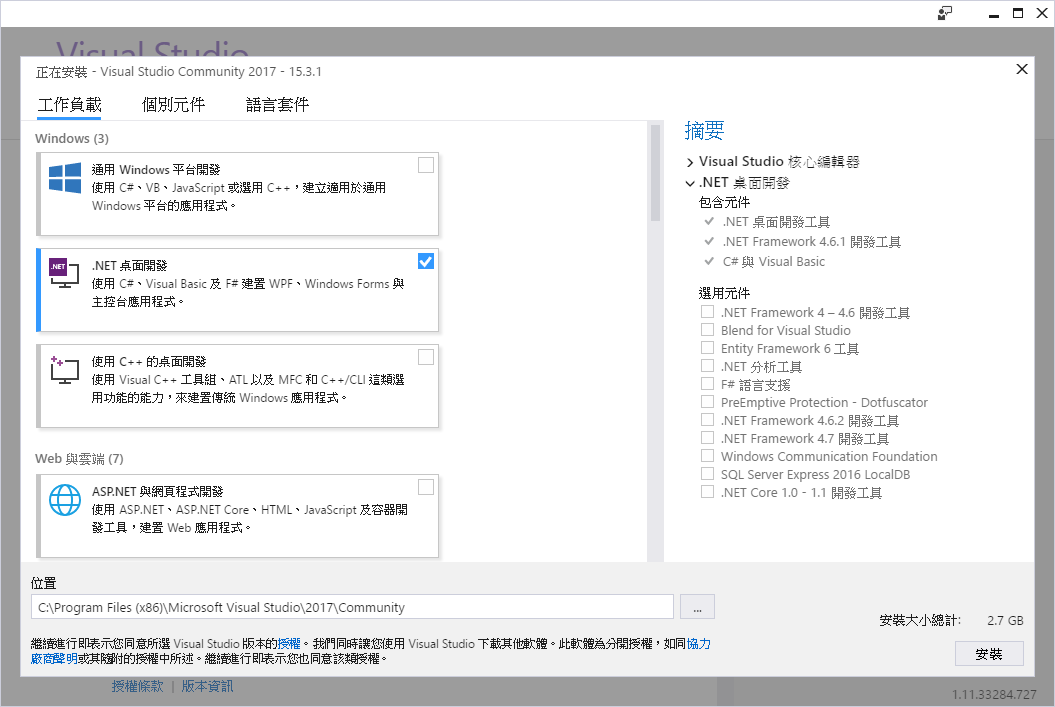 Visual Studio
正在安裝 - Visual Studio Community 2017 - 15.3.1
工作負載 個別元件 語言套件
Windows (3)
通用 Windows 平台開發
使用 C#、VB、JavaScript 或選用 C++，建立適用於通用
Windows 平台的應用程式。
.NET 桌面開發
使用 C#、Visual Basic 及 F# 建置 WPF、Windows Forms 與
主控台應用程式。
使用 C++ 的桌面開發
使用 Visual C++ 工具組、ATL 以及 MFC 和 C++/CLI 這類選
用功能的能力，來建置傳統 Windows 應用程式。
Web 與雲端 (7)
ASP.NET 與網頁程式開發
使用 ASP.NET、ASP.NET Core、HTML、JavaScript 及容器開
發工具，建置 Web 應用程式。
摘要
Visual Studio 核心編輯器
.NET 桌面開發
包含元件
.NET 桌面開發工具
.NET Framework 4.6.1 開發工具
C# 與 Visual Basic
選用元件
.NET Framework 4 – 4.6 開發工具
Blend for Visual Studio
Entity Framework 6 工具
.NET 分析工具
F# 語言支援
PreEmptive Protection - Dotfuscator
.NET Framework 4.6.2 開發工具
.NET Framework 4.7 開發工具
Windows Communication Foundation
SQL Server Express 2016 LocalDB
.NET Core 1.0 - 1.1 開發工具
位置
C:\Program Files (x86)\Microsoft Visual Studio\2017\Community
...
安裝大小總計: 2.7 GB
繼續進行即表示您同意所選 Visual Studio 版本的授權。我們同時讓您使用 Visual Studio 下載其他軟體。此軟體為分開授權，如同協力
廠商聲明或其隨附的授權中所述。繼續進行即表示您也同意該類授權。
安裝
授權條款 | 版本資訊
1.11.33284.727